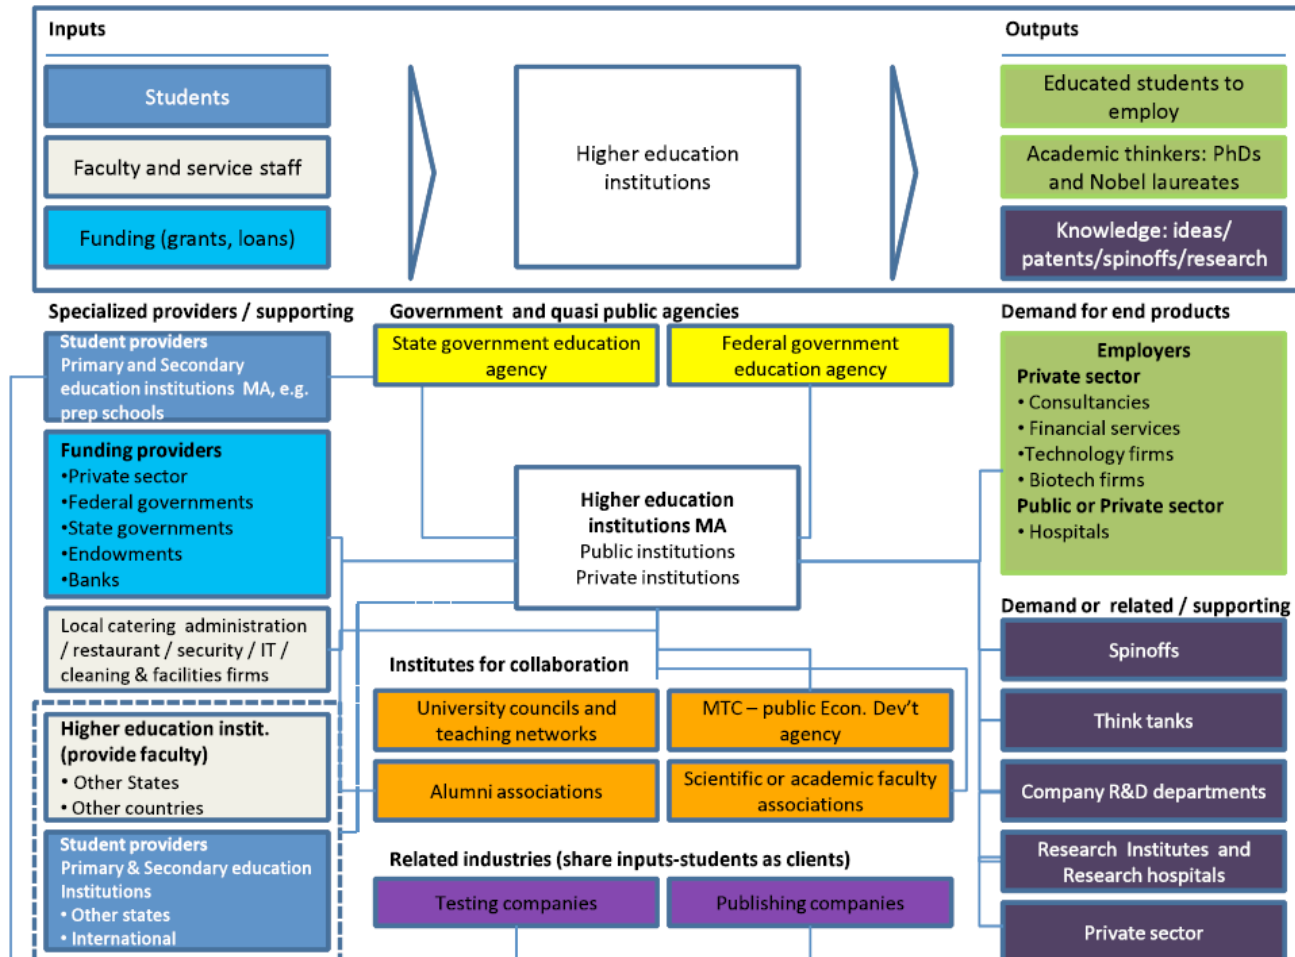 Inputs
Students
Faculty and service staff
Funding (grants, loans)
Higher education
institutions
Outputs
Educated students to
employ
Academic thinkers: PhDs
and Nobel laureates
Knowledge: ideas/
patents/spinoffs/research
Specialized providers / supporting
Student providers
Primary and Secondary
education institutions MA, e.g.
prep schools
Funding providers
•Private sector
•Federal governments
•State governments
•Endowments
•Banks
Local catering administration
/ restaurant / security / IT /
cleaning & facilities firms
Higher education instit.
(provide faculty)
• Other States
• Other countries
Student providers
Primary & Secondary education
Institutions
• Other states
• International
Government and quasi public agencies
State government education
agency
Federal government
education agency
Higher education
institutions MA
Public institutions
Private institutions
Institutes for collaboration
University councils and
teaching networks
MTC – public Econ. Dev't
agency
Alumni associations
Scientific or academic faculty
associations
Related industries (share inputs-students as clients)
Testing companies
Publishing companies
Demand for end products
Employers
Private sector
• Consultancies
• Financial services
•Technology firms
• Biotech firms
Public or Private sector
• Hospitals
Demand or related / supporting
Spinoffs
Think tanks
Company R&D departments
Research Institutes and
Research hospitals
Private sector